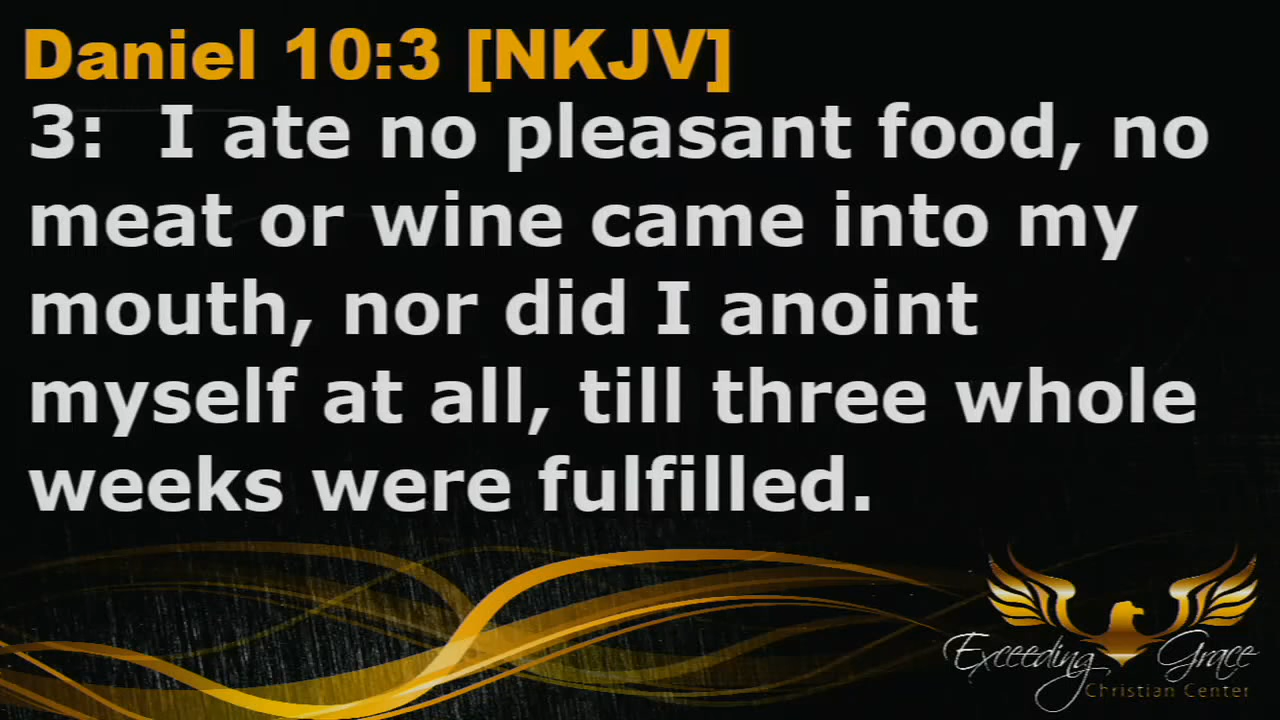 Daniel 10:3 [NKJV]
3: I ate no pleasant food, no
meat or wine came into my
mouth, nor did I anoint
myself at all, till three whole
weeks were fulfilled.
Exceeding Grace
Christian Center